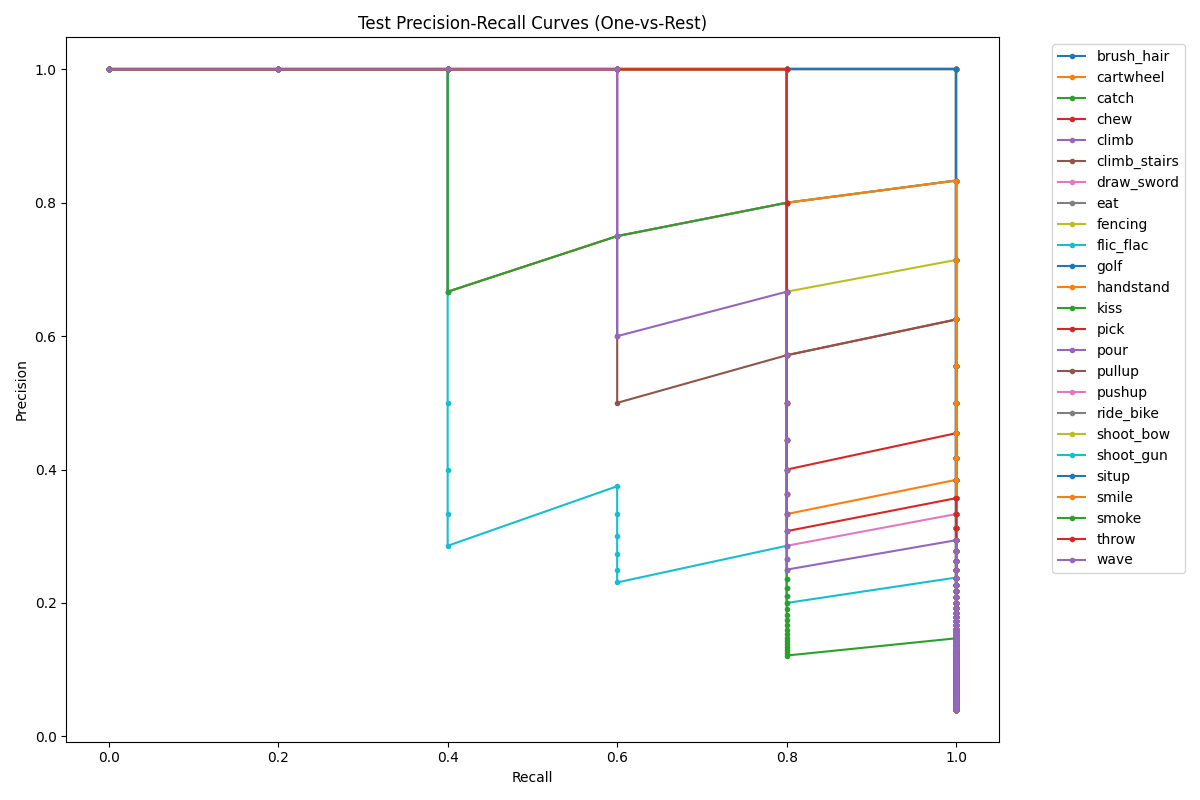 Test Precision-Recall Curves (One-vs-Rest)
1.0
0.8
0.6
0.4
0.2
0.0
Precision
0.0 0.2 0.4 0.6 0.8 1.0
Recall
brush_hair
cartwheel
catch
chew
climb
climb_stairs
draw_sword
eat
fencing
flic_flac
golf
handstand
kiss
pick
pour
pullup
pushup
ride_bike
shoot_bow
shoot_gun
situp
smile
smoke
throw
wave